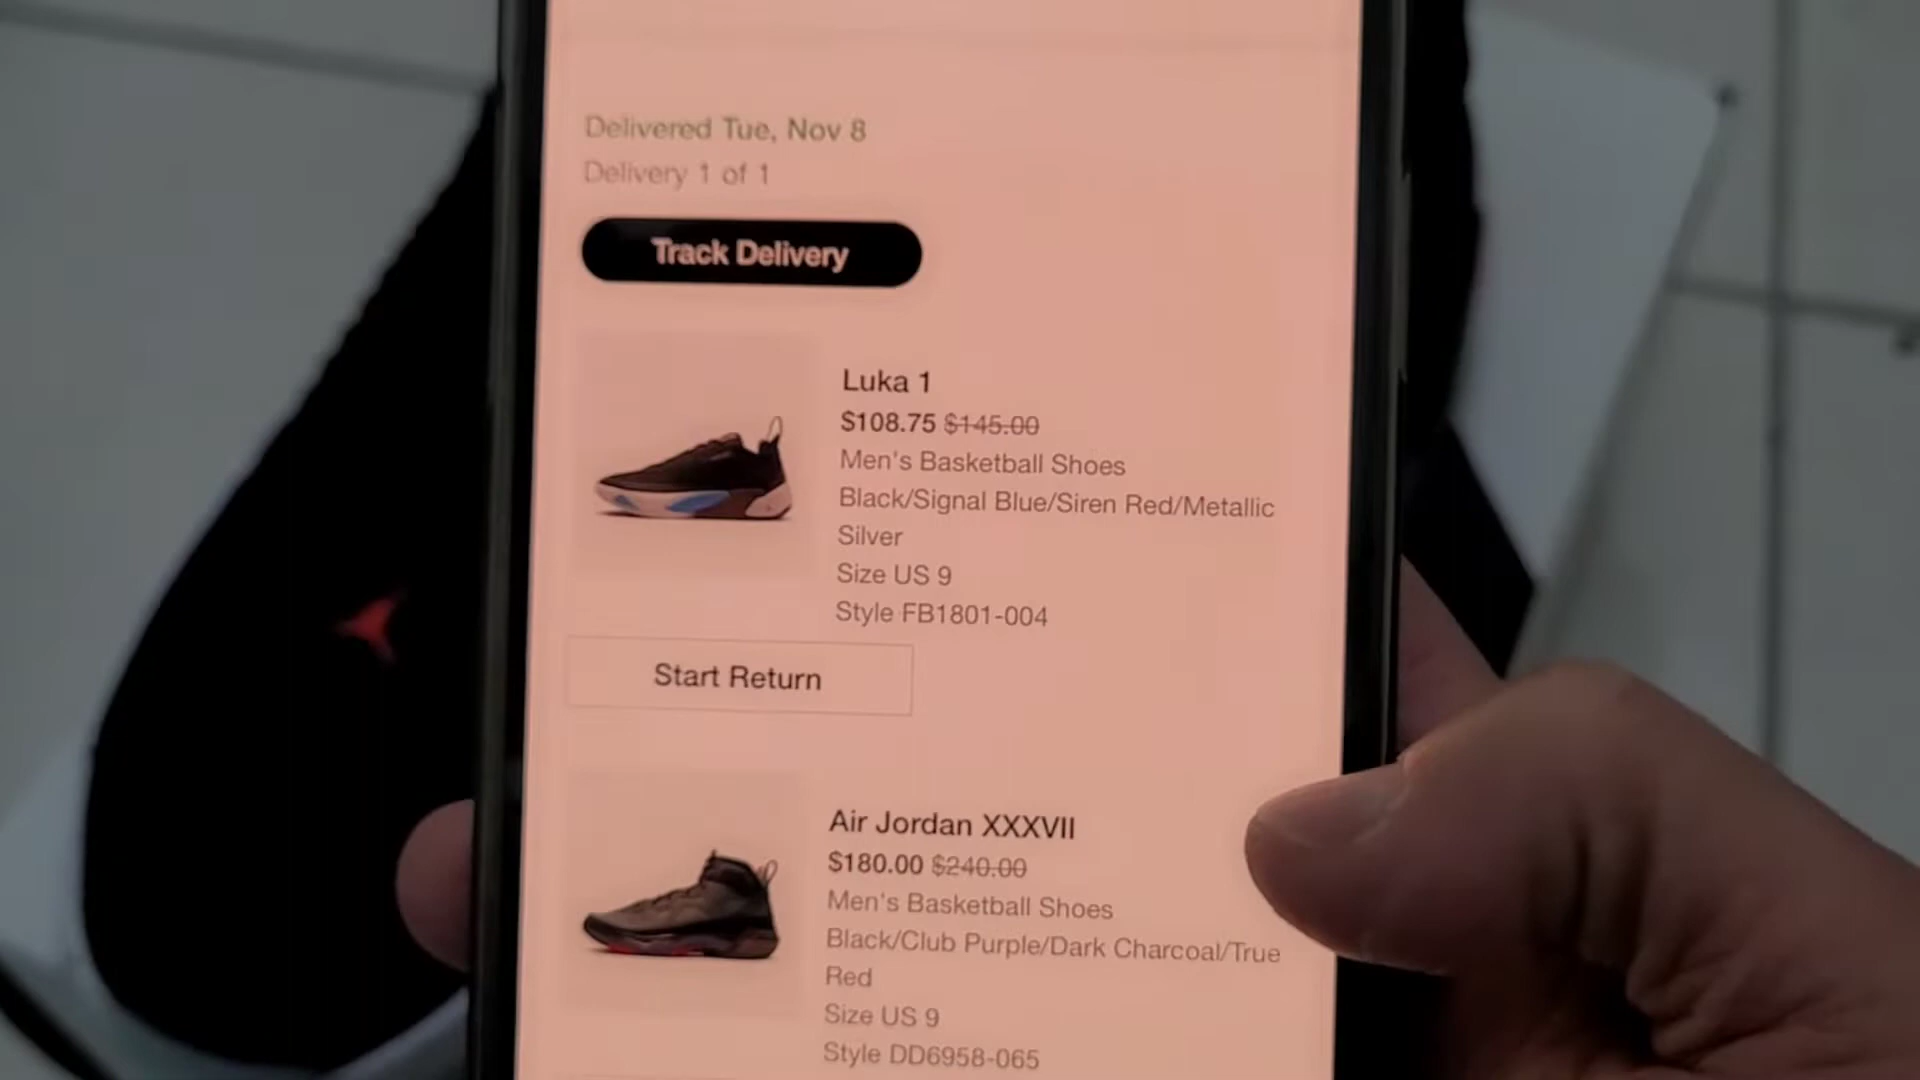 Delivered Tue, Nov 8
Delivery 1 of 1
Track Delivery
Luka 1
$108.75 $145.00
Men's Basketball Shoes
Black/Signal Blue/Siren Red/Metallic
Silver
Size US 9
Style FB1801-004
Start Return
Air Jordan XXXVII
$180.00 $240.00
Men's Basketball Shoes
Black/Club Purple/Dark Charcoal/True
Red
Size US 9
Style DD6958-065